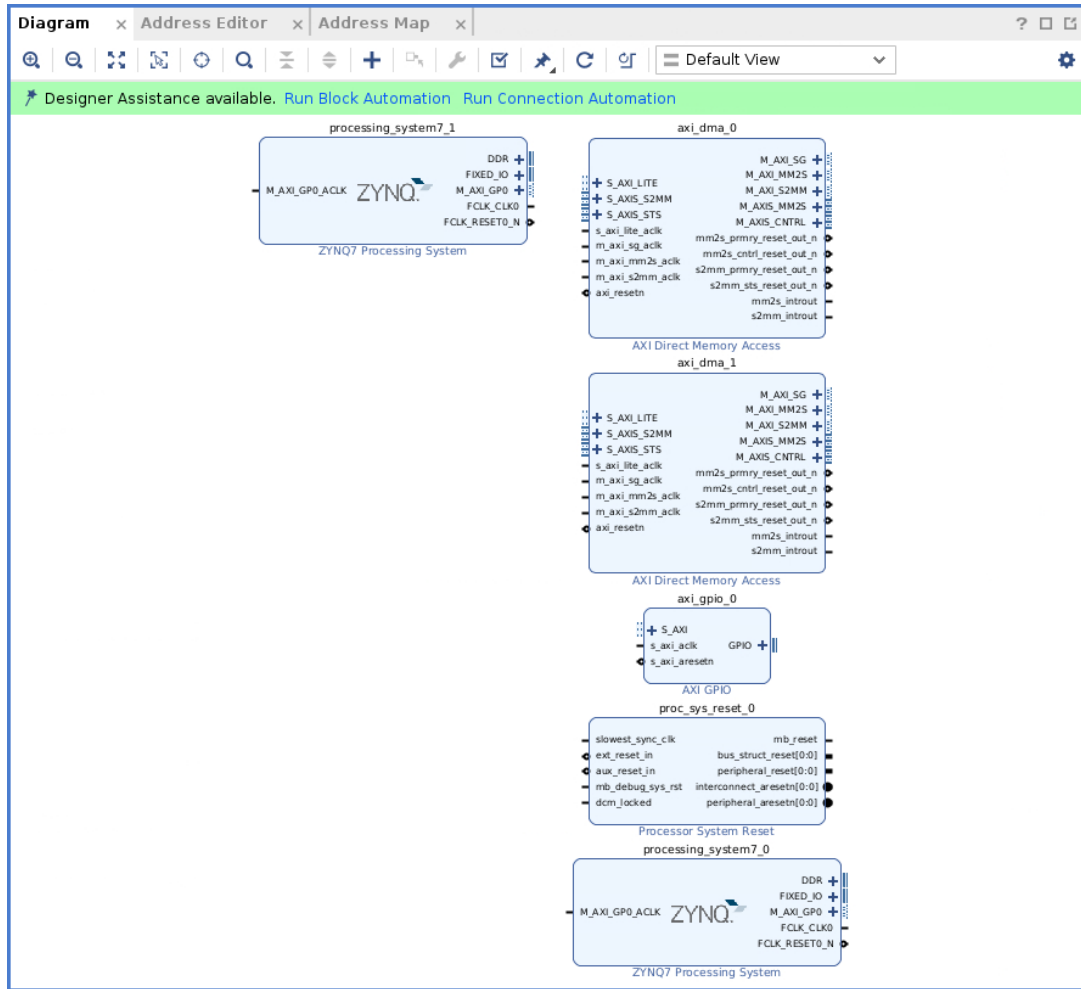 Diagram × Address Editor × Address Map × ?
Default View
Designer Assistance available. Run Block Automation Run Connection Automation
processing_system7_1
M_AXI_GP0_ACLK
ZYNQ.
DDR
FIXED_IO
M_AXI_GP0
FCLK_CLK0
FCLK_RESET0_N
ZYNQ7 Processing System
axi_dma_0
S_AXI_LITE
S_AXIS_S2MM
S_AXIS_STS
s_axi_lite_aclk
m_axi_sg_aclk
m_axi_mm2s_aclk
m_axi_s2mm_aclk
axi_resetn
M_AXI_SG
M_AXI_MM2S
M_AXI_S2MM
M_AXIS_MM2S
M_AXIS_CNTRL
mm2s_prmry_reset_out_n
mm2s_cntrl_reset_out_n
s2mm_prmry_reset_out_n
s2mm_sts_reset_out_n
mm2s_introut
s2mm_introut
AXI Direct Memory Access
axi_dma_1
S_AXI_LITE
S_AXIS_S2MM
S_AXIS_STS
s_axi_lite_aclk
m_axi_sg_aclk
m_axi_mm2s_aclk
m_axi_s2mm_aclk
axi_resetn
M_AXI_SG
M_AXI_MM2S
M_AXI_S2MM
M_AXIS_MM2S
M_AXIS_CNTRL
mm2s_prmry_reset_out_n
mm2s_cntrl_reset_out_n
s2mm_prmry_reset_out_n
s2mm_sts_reset_out_n
mm2s_introut
s2mm_introut
AXI Direct Memory Access
axi_gpio_0
S_AXI
s_axi_aclk
s_axi_aresetn
GPIO
AXI GPIO
proc_sys_reset_0
slowest_sync_clk
ext_reset_in
aux_reset_in
mb_debug_sys_rst
dcm_locked
mb_reset
bus_struct_reset[0:0]
peripheral_reset[0:0]
interconnect_aresetn[0:0]
peripheral_aresetn[0:0]
Processor System Reset
processing_system7_0
M_AXI_GP0_ACLK
ZYNQ.
DDR
FIXED_IO
M_AXI_GP0
FCLK_CLK0
FCLK_RESET0_N
ZYNQ7 Processing System